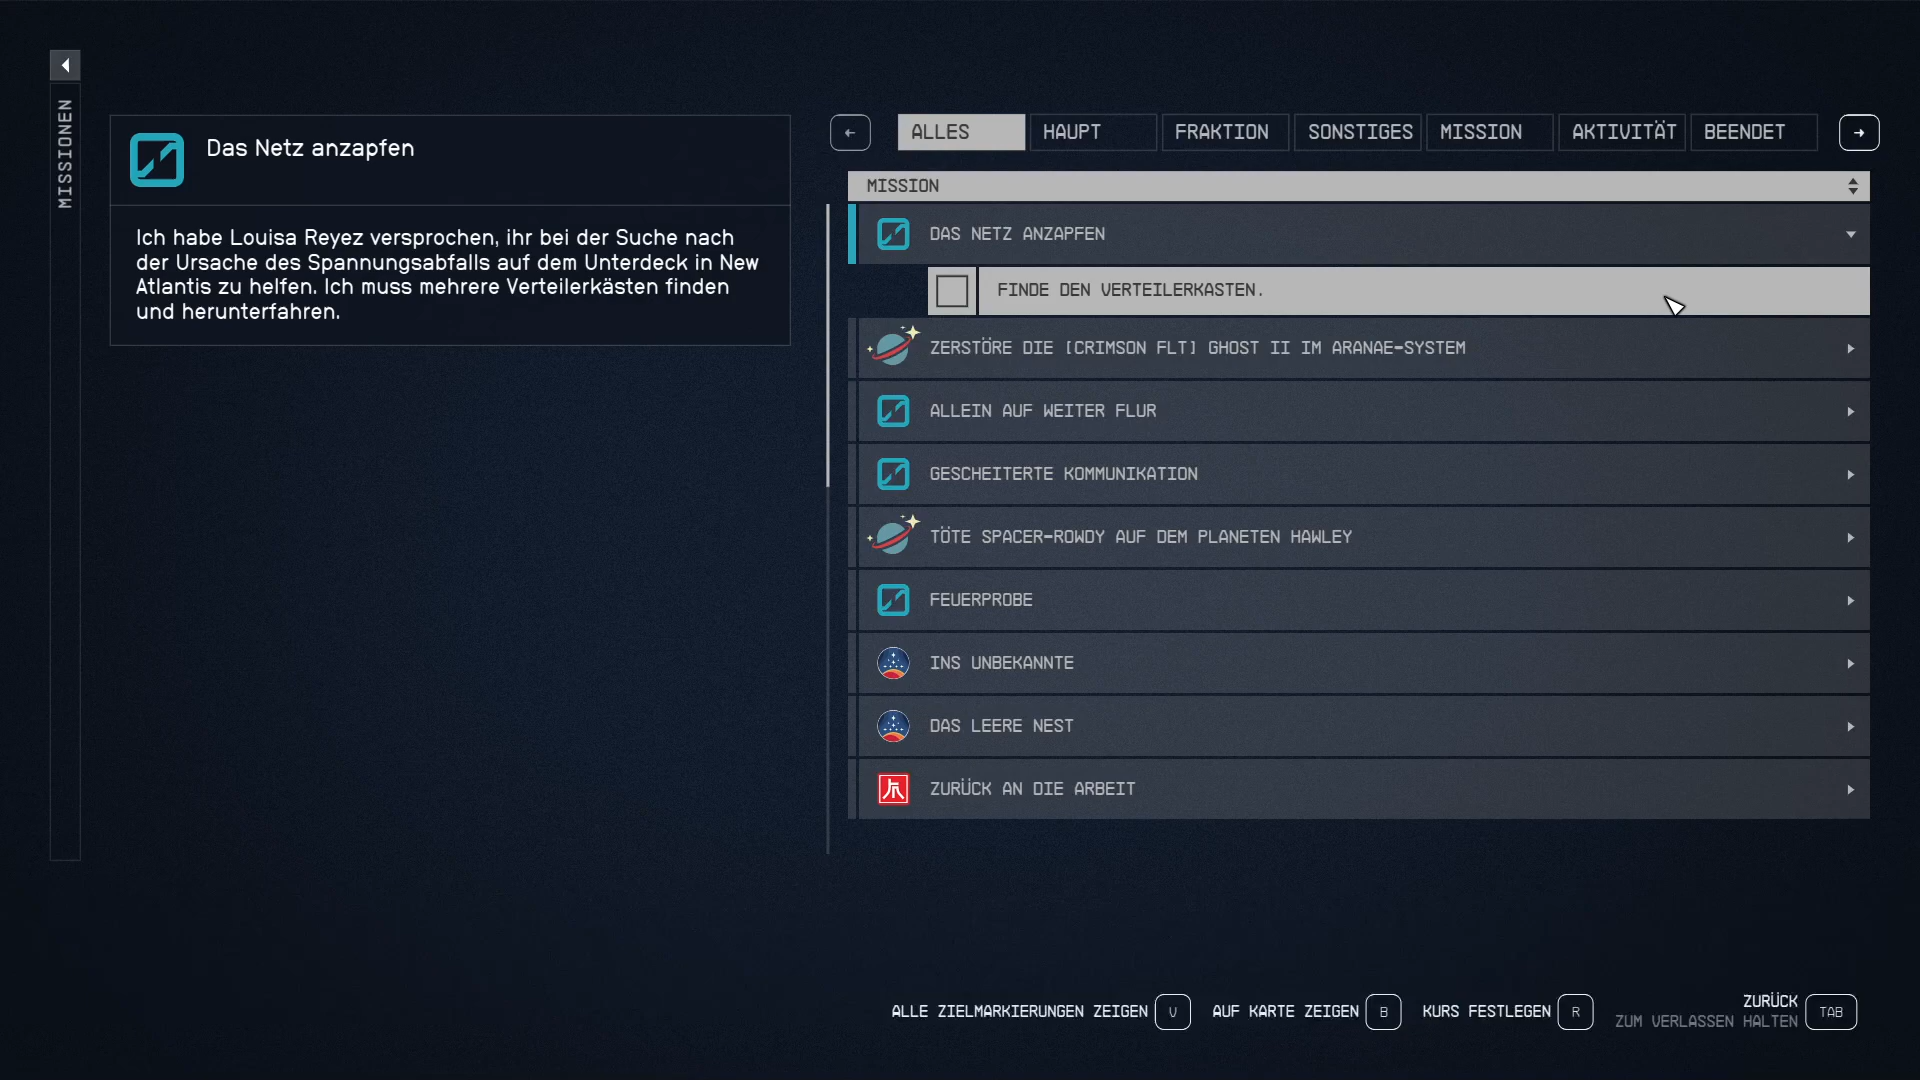 MISSIONEN
Das Netz anzapfen
Ich habe Louisa Reyez versprochen, ihr bei der Suche nach
der Ursache des Spannungsabfalls auf dem Unterdeck in New
Atlantis zu helfen. Ich muss mehrere Verteilerkästen finden
und herunterfahren.
ALLES HAUPT FRAKTION SONSTIGES MISSION AKTIVITÄT BEENDET
MISSION
DAS NETZ ANZAPFEN
FINDE DEN VERTEILERKASTEN.
ZERSTÖRE DIE [CRIMSON FLT] GHOST II IM ARANAE-SYSTEM
ALLEIN AUF WEITER FLUR
GESCHEITERTE KOMMUNIKATION
TÖTE SPACER-ROWDY AUF DEM PLANETEN HAWLEY
FEUERPROBE
INS UNBEKANNTE
DAS LEERE NEST
ZURÜCK AN DIE ARBEIT
ALLE ZIELMARKIERUNGEN ZEIGEN V AUF KARTE ZEIGEN B KURS FESTLEGEN R ZURÜCK
ZUM VERLASSEN HALTEN TAB